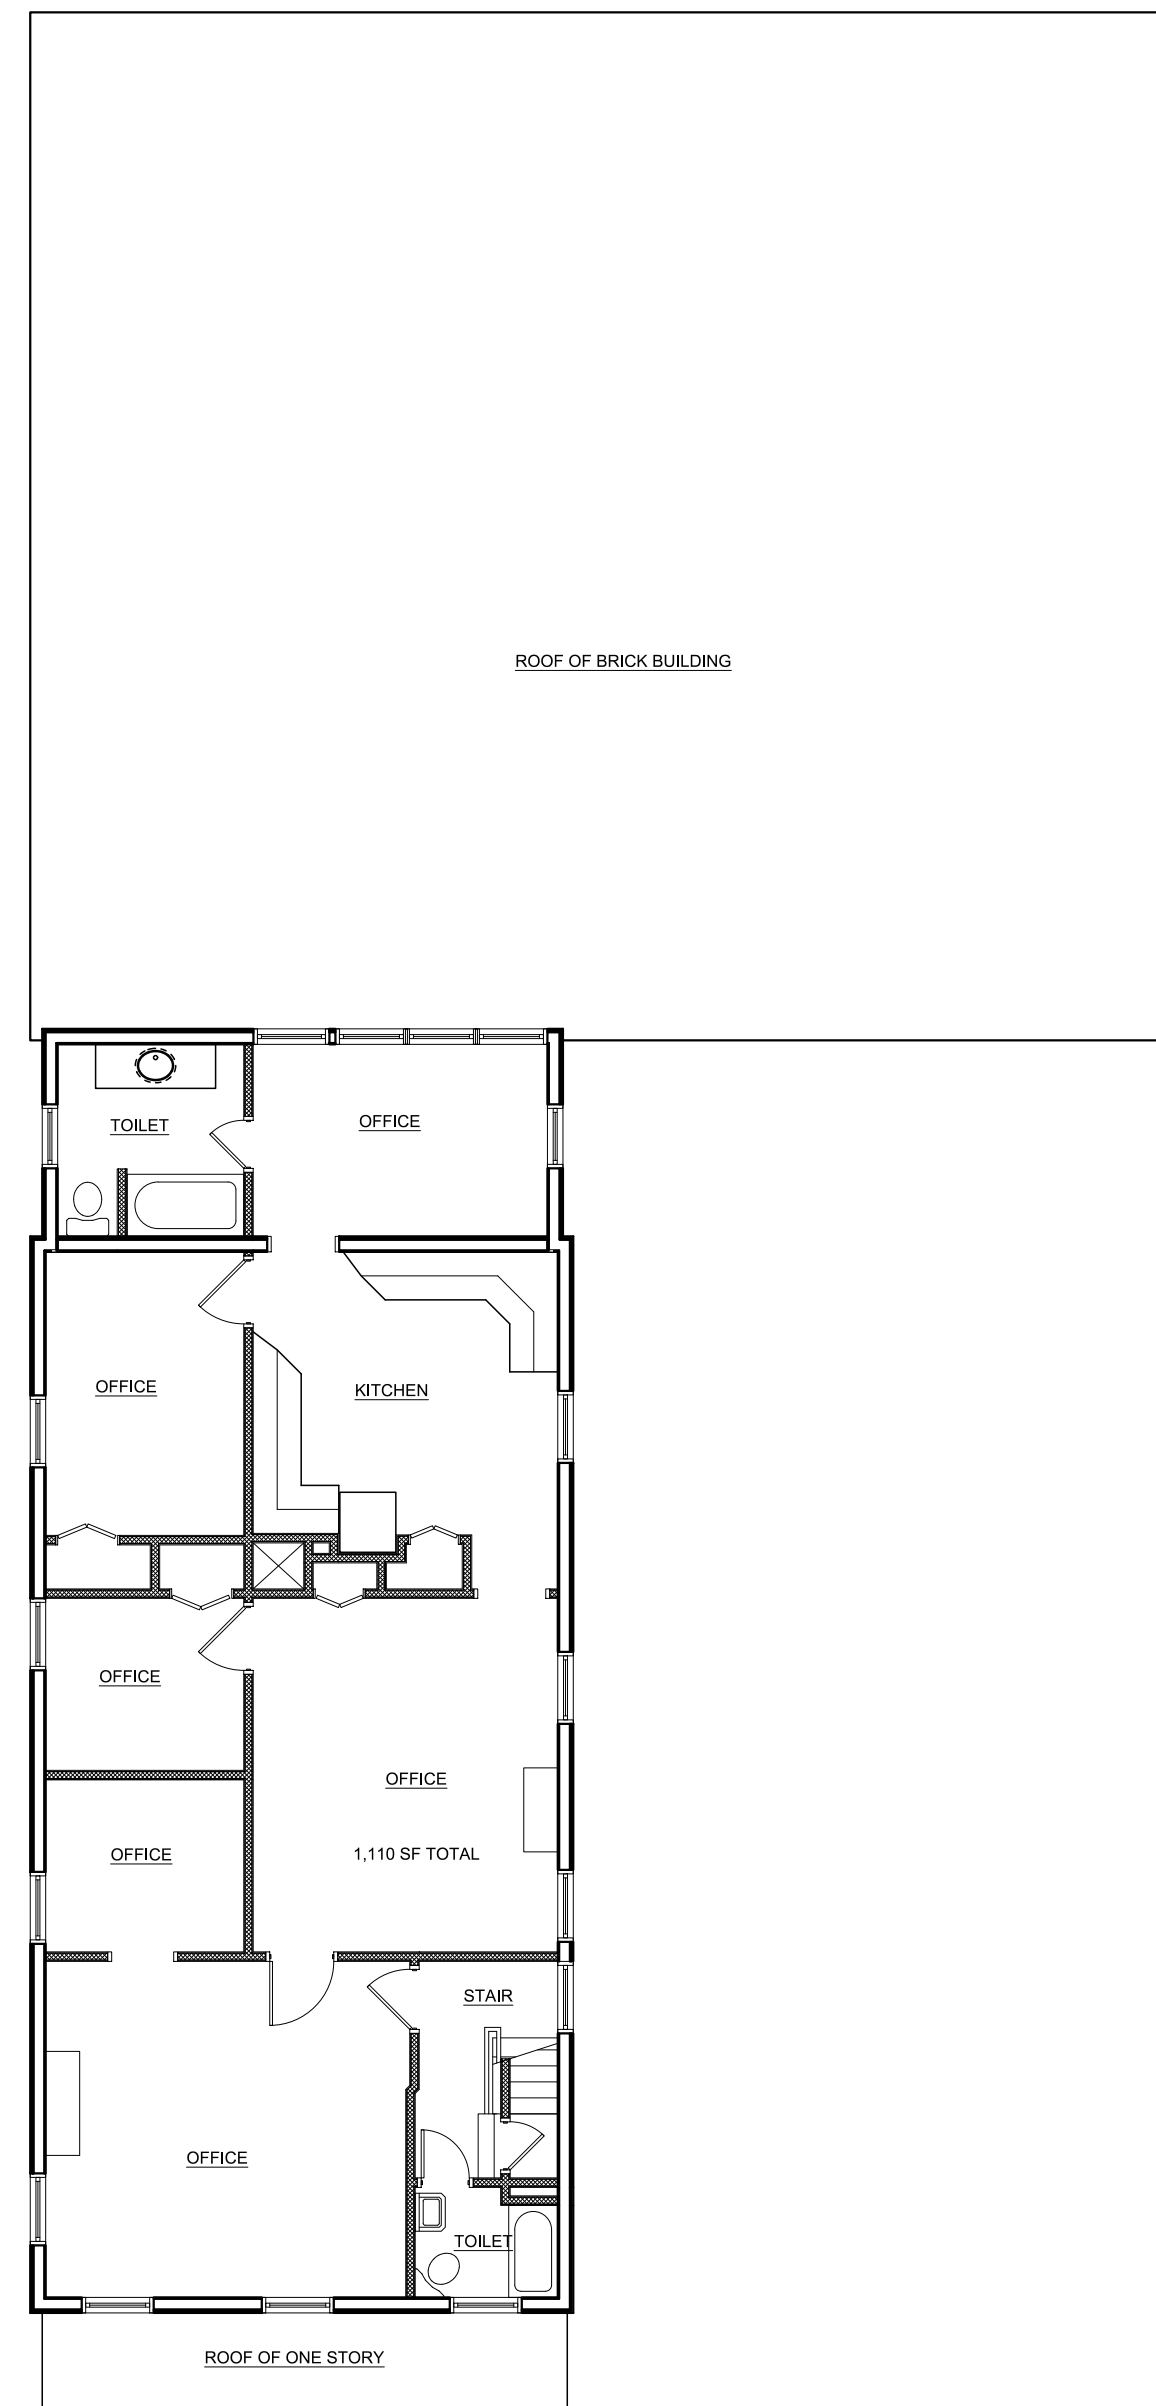 ROOF OF BRICK BUILDING
TOILET
OFFICE
OFFICE
KITCHEN
OFFICE
OFFICE
OFFICE
1,110 SF TOTAL
STAIR
OFFICE
TOILET
ROOF OF ONE STORY